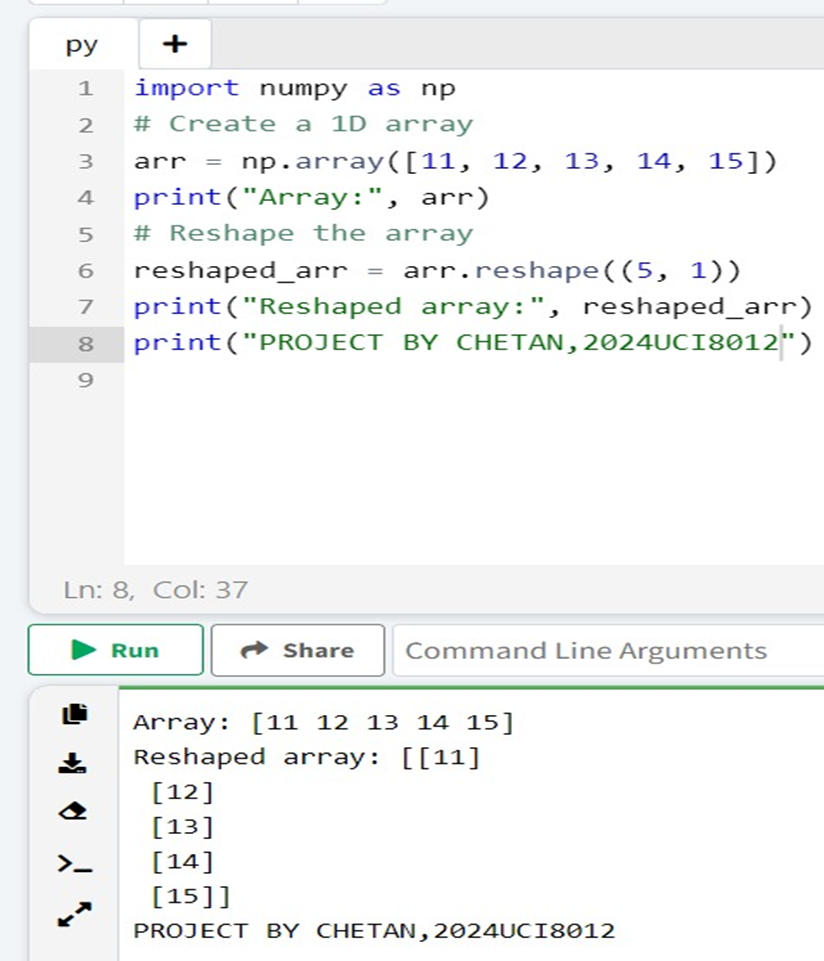 py
+
1 import numpy as np
2 # Create a 1D array
3 arr = np.array([11, 12, 13, 14, 15])
4 print("Array:", arr)
5 # Reshape the array
6 reshaped_arr = arr.reshape((5, 1))
7 print("Reshaped array:", reshaped_arr)
8 print("PROJECT BY CHETAN,2024UCI8012")
9
Ln: 8, Col: 37
Run Share Command Line Arguments
Array: [11 12 13 14 15]
Reshaped array: [[11]
 [12]
 [13]
 [14]
 [15]]
PROJECT BY CHETAN,2024UCI8012